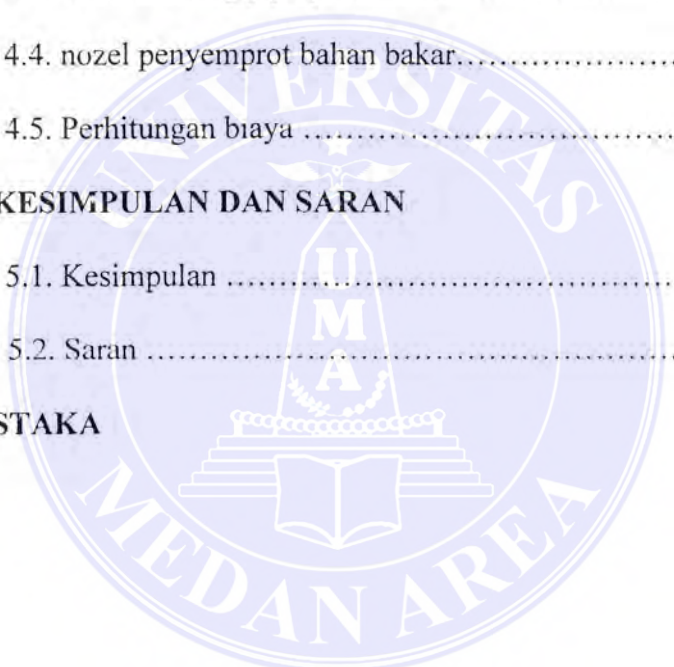 4.4. nozel penyemprot bahan bakar.......................
4.5. Perhitungan biaya .......................................
KESIMPULAN DAN SARAN
5.1. Kesimpulan ...............................................
5.2. Saran .......................................................
STAKA
UNIVERSITAS
UMA
MEDAN AREA